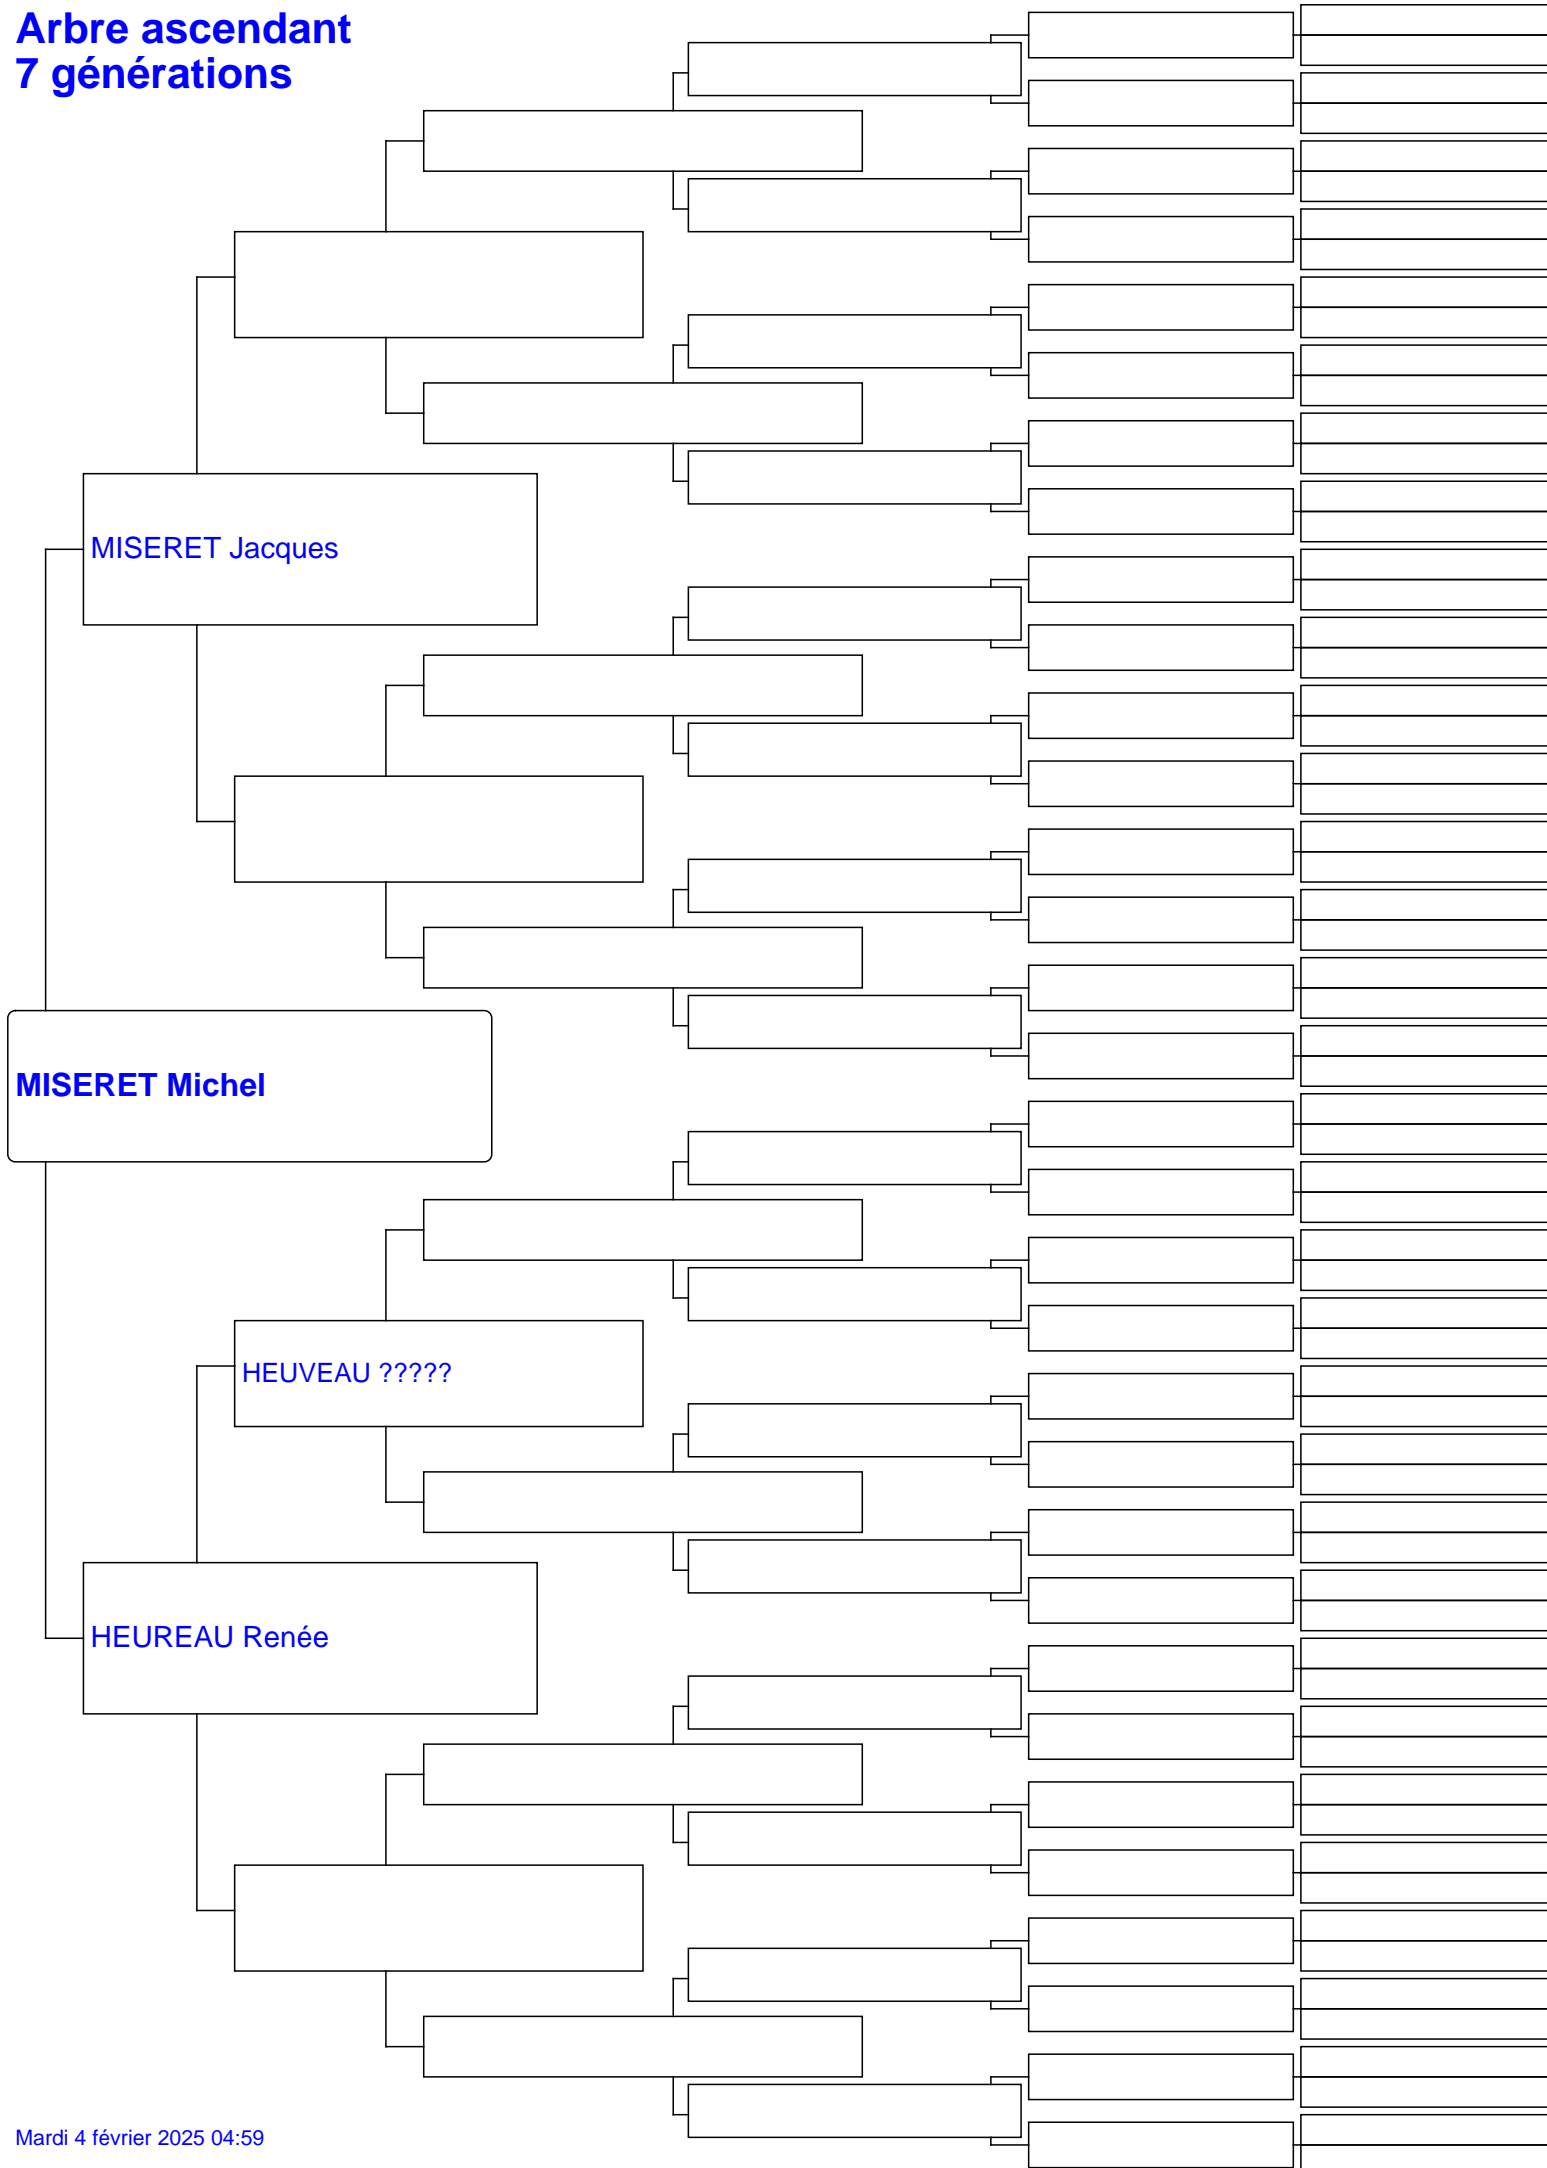 Arbre ascendant
7 générations
MISERET Jacques
MISERET Michel
HEUVEAU ?????
HEUREAU Renée
Mardi 4 février 2025 04:59